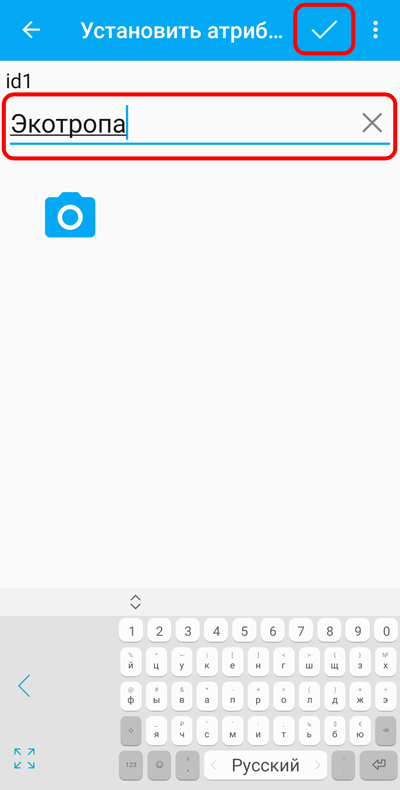 Установить атриб...
id1
Экотропа
1 2 3 4 5 6 7 8 9 0
й ц у к е н г ш щ з х
ф ы в а п р о л д ж э
я ч с м и т ь б ю
123 Русский